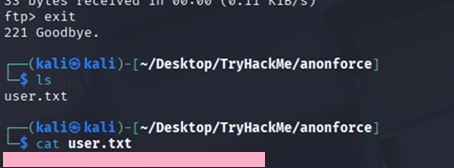 33 bytes received in 00:00 (0.11 KiB/s)
ftp> exit
221 Goodbye.
┌──(kali㉿kali)-[~/Desktop/TryHackMe/anonforce]
└─$ ls
user.txt
┌──(kali㉿kali)-[~/Desktop/TryHackMe/anonforce]
└─$ cat user.txt